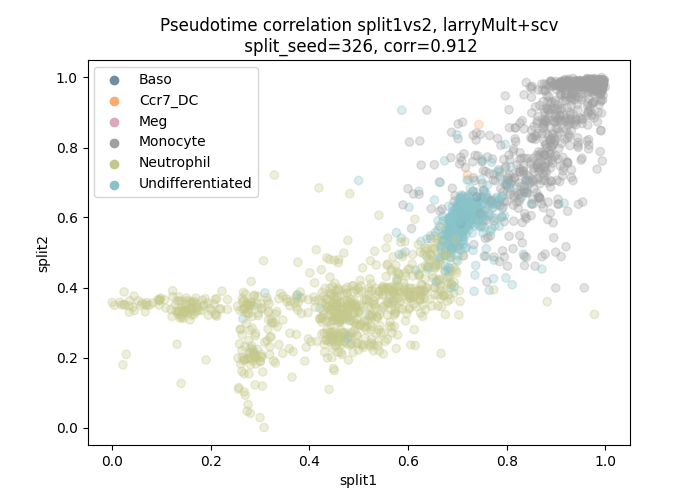 Pseudotime correlation split1vs2, larryMult+scv
split_seed=326, corr=0.912
Baso
Ccr7_DC
Meg
Monocyte
Neutrophil
Undifferentiated
1.0
0.8
0.6
0.4
0.2
0.0
split2
0.0 0.2 0.4 0.6 0.8 1.0
split1